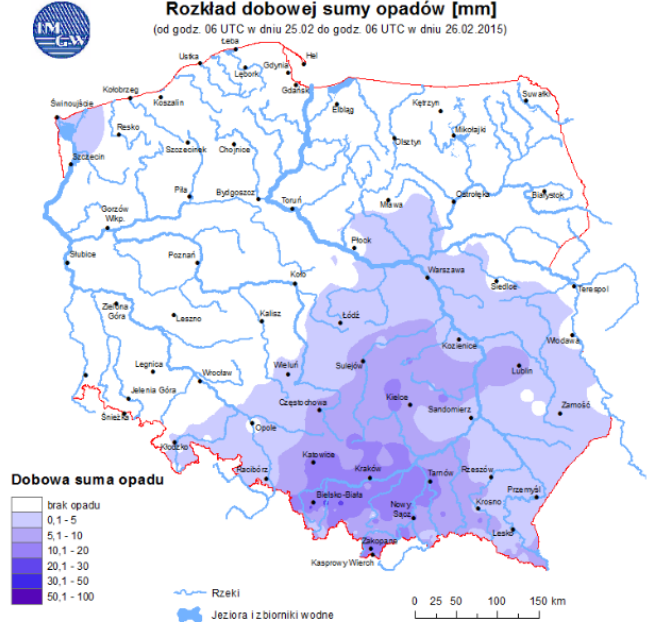 IM
GW
Rozkład dobowej sumy opadów [mm]
(od godz. 06 UTC w dniu 25.02 do godz. 06 UTC w dniu 26.02.2015)
Łeba
Hel
Ustka
Gdynia
Lębork
Gdańsk
Suwałki
Kołobrzeg
Koszalin
Świnoujście
Elbląg
Kętrzyn
Resko
Mikołajki
Olsztyn
Szczecinek
Chojnice
Szczecin
Piła
Bydgoszcz
Toruń
Mława
Ostrołęka
Białystok
Gorzów
Wlkp.
Płock
Słubice
Poznań
Koło
Warszawa
Siedlce
Terespol
Zielona
Góra
Leszno
Kalisz
Łódź
Kozienice
Włodawa
Legnica
Wrocław
Wieluń
Sulejów
Lublin
Jelenia Góra
Częstochowa
Kielce
Sandomierz
Zamość
Śnieżka
Opole
Kłodzko
Katowice
Racibórz
Kraków
Tarnów
Rzeszów
Bielsko-Biała
Nowy
Sącz
Krosno
Przemyśl
Lesko
Zakopane
Kasprowy Wierch
Dobowa suma opadu
brak opadu
0,1 - 5
5,1 - 10
10,1 - 20
20,1 - 30
30,1 - 50
50,1 - 100
Rzeki
Jeziora i zbiorniki wodne
0 25 50 100 150 km